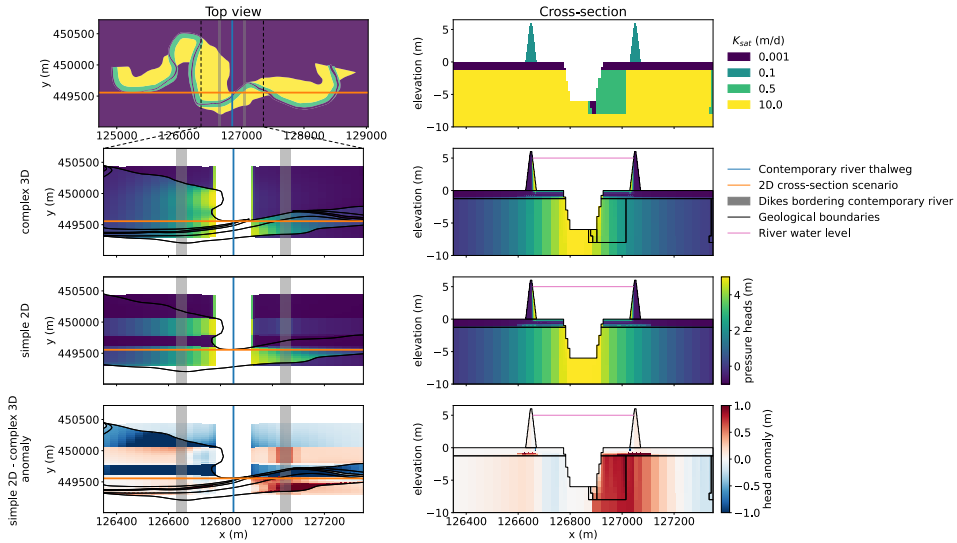 Top view
Cross-section
y (m)
450500
450000
449500
125000 126000 127000 128000 129000
elevation (m)
5
0
−5
−10
K_sat (m/d)
0.001
0.1
0.5
10.0
complex 3D
y (m)
450500
450000
449500
elevation (m)
5
0
−5
−10
Contemporary river thalweg
2D cross-section scenario
Dikes bordering contemporary river
Geological boundaries
River water level
simple 2D
y (m)
450500
450000
449500
elevation (m)
5
0
−5
−10
4
2
0
pressure heads (m)
simple 2D - complex 3D
anomaly
y (m)
450500
450000
449500
126400 126600 126800 127000 127200
x (m)
elevation (m)
5
0
−5
−10
126400 126600 126800 127000 127200
x (m)
1.0
0.5
0.0
−0.5
−1.0
head anomaly (m)